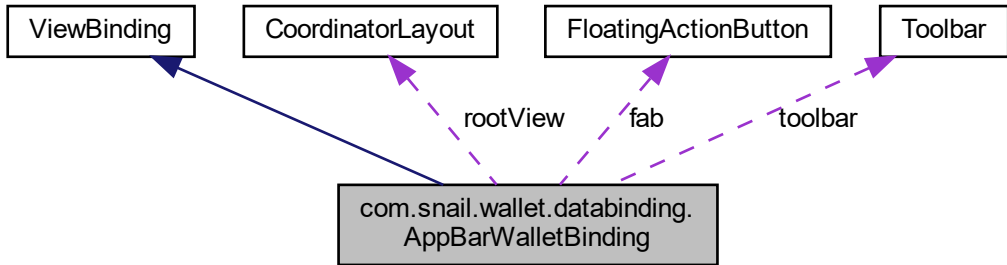 ViewBinding
CoordinatorLayout
FloatingActionButton
Toolbar
rootView
fab
toolbar
com.snail.wallet.databinding.
AppBarWalletBinding